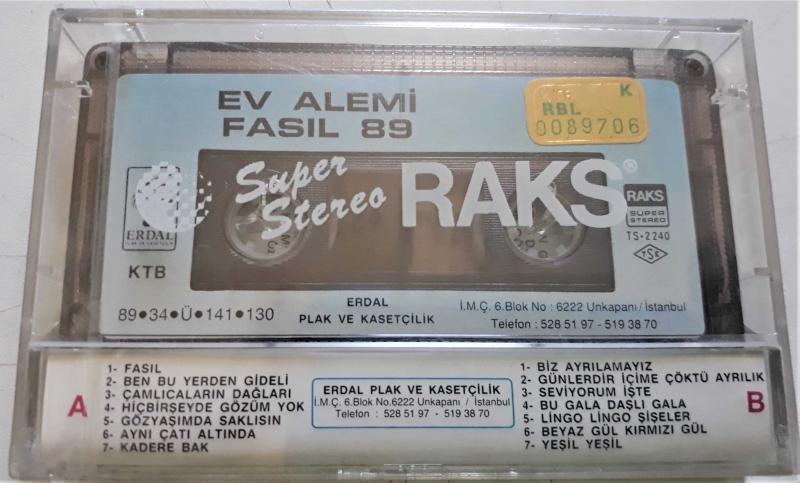 EV ALEMİ
FASIL 89
K
RBL
0089706
Super
Stereo
RAKS®
ERDAL
PLAK VE KASETÇİLİK
KTB
89•34•Ü•141•130
RAKS
SUPER
STEREO
TS-2240
TSE
ERDAL
PLAK VE KASETÇİLİK
İ.M.Ç. 6.Blok No : 6222 Unkapanı / İstanbul
Telefon : 528 51 97 - 519 38 70
A
1- FASIL
2- BEN BU YERDEN GİDELİ
3- ÇAMLICALARIN DAĞLARI
4- HİÇBİRŞEYDE GÖZÜM YOK
5- GÖZYAŞIMDA SAKLISIN
6- AYNI ÇATI ALTINDA
7- KADERE BAK
ERDAL PLAK VE KASETÇİLİK
İ.M.Ç. 6.Blok No.6222 Unkapanı / İstanbul
Telefon : 528 51 97 - 519 38 70
1- BİZ AYRILAMAYIZ
2- GÜNLERDİR İÇİME ÇÖKTÜ AYRILIK
3- SEVİYORUM İŞTE
4- BU GALA DAŞLI GALA
5- LİNGO LİNGO ŞİŞELER
6- BEYAZ GÜL KIRMIZI GÜL
7- YEŞİL YEŞİL
B